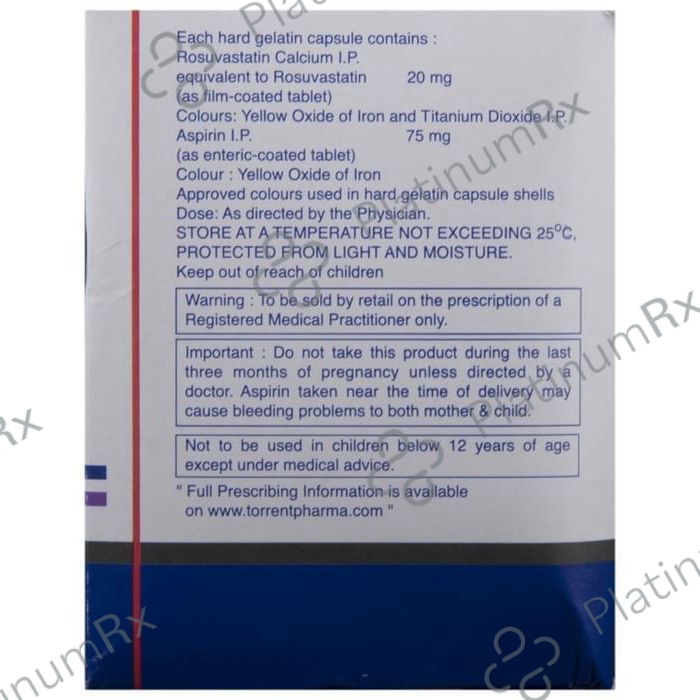 Each hard gelatin capsule contains :
Rosuvastatin Calcium I.P.
equivalent to Rosuvastatin 20 mg
(as film-coated tablet)
Colours: Yellow Oxide of Iron and Titanium Dioxide I.P.
Aspirin I.P. 75 mg
(as enteric-coated tablet)
Colour : Yellow Oxide of Iron
Approved colours used in hard gelatin capsule shells
Dose: As directed by the Physician.
STORE AT A TEMPERATURE NOT EXCEEDING 25°C,
PROTECTED FROM LIGHT AND MOISTURE.
Keep out of reach of children
Warning : To be sold by retail on the prescription of a
Registered Medical Practitioner only.
Important : Do not take this product during the last
three months of pregnancy unless directed by a
doctor. Aspirin taken near the time of delivery may
cause bleeding problems to both mother & child.
Not to be used in children below 12 years of age
except under medical advice.
" Full Prescribing Information is available
on www.torrentpharma.com "
PlatinumRx
PlatinumRx
PlatinumRx
PlatinumRx